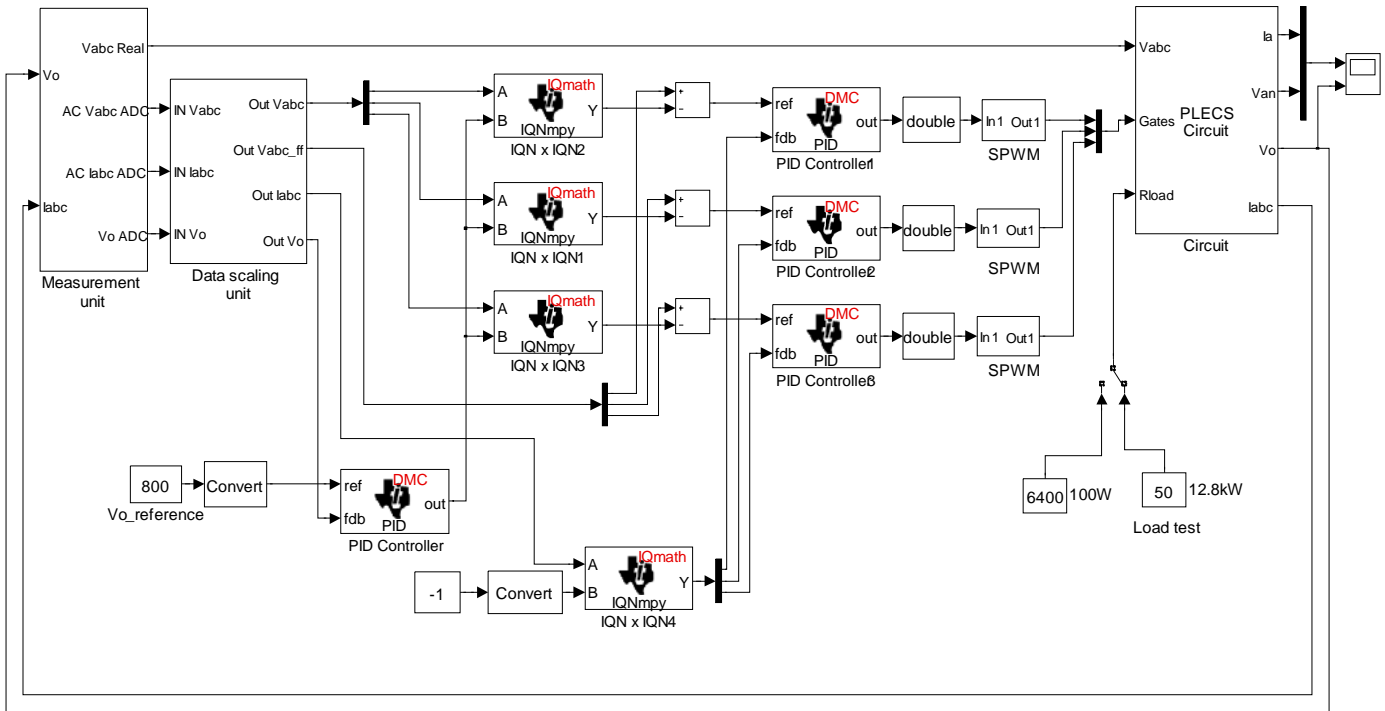 Vabc Real
Vo
AC Vabc ADC
AC Iabc ADC
Iabc
Vo ADC
Measurement
unit
IN Vabc
Out Vabc
Out Vabc_ff
IN Iabc
Out Iabc
IN Vo
Out Vo
Data scaling
unit
IQmath
A
B
Y
IQNmpy
IQN x IQN2
IQmath
A
B
Y
IQNmpy
IQN x IQN1
IQmath
A
B
Y
IQNmpy
IQN x IQN3
+
-
+
-
+
-
DMC
ref
fdb
out
PID
PID Controller1
DMC
ref
fdb
out
PID
PID Controller2
DMC
ref
fdb
out
PID
PID Controller3
double
double
double
In1 Out1
SPWM
In1 Out1
SPWM
In1 Out1
SPWM
Vabc
Gates
Rload
PLECS
Circuit
Ia
Van
Vo
Iabc
Circuit
800
Vo_reference
Convert
DMC
ref
fdb
out
PID
PID Controller
-1
Convert
IQmath
A
B
Y
IQNmpy
IQN x IQN4
6400
100W
50
12.8kW
Load test